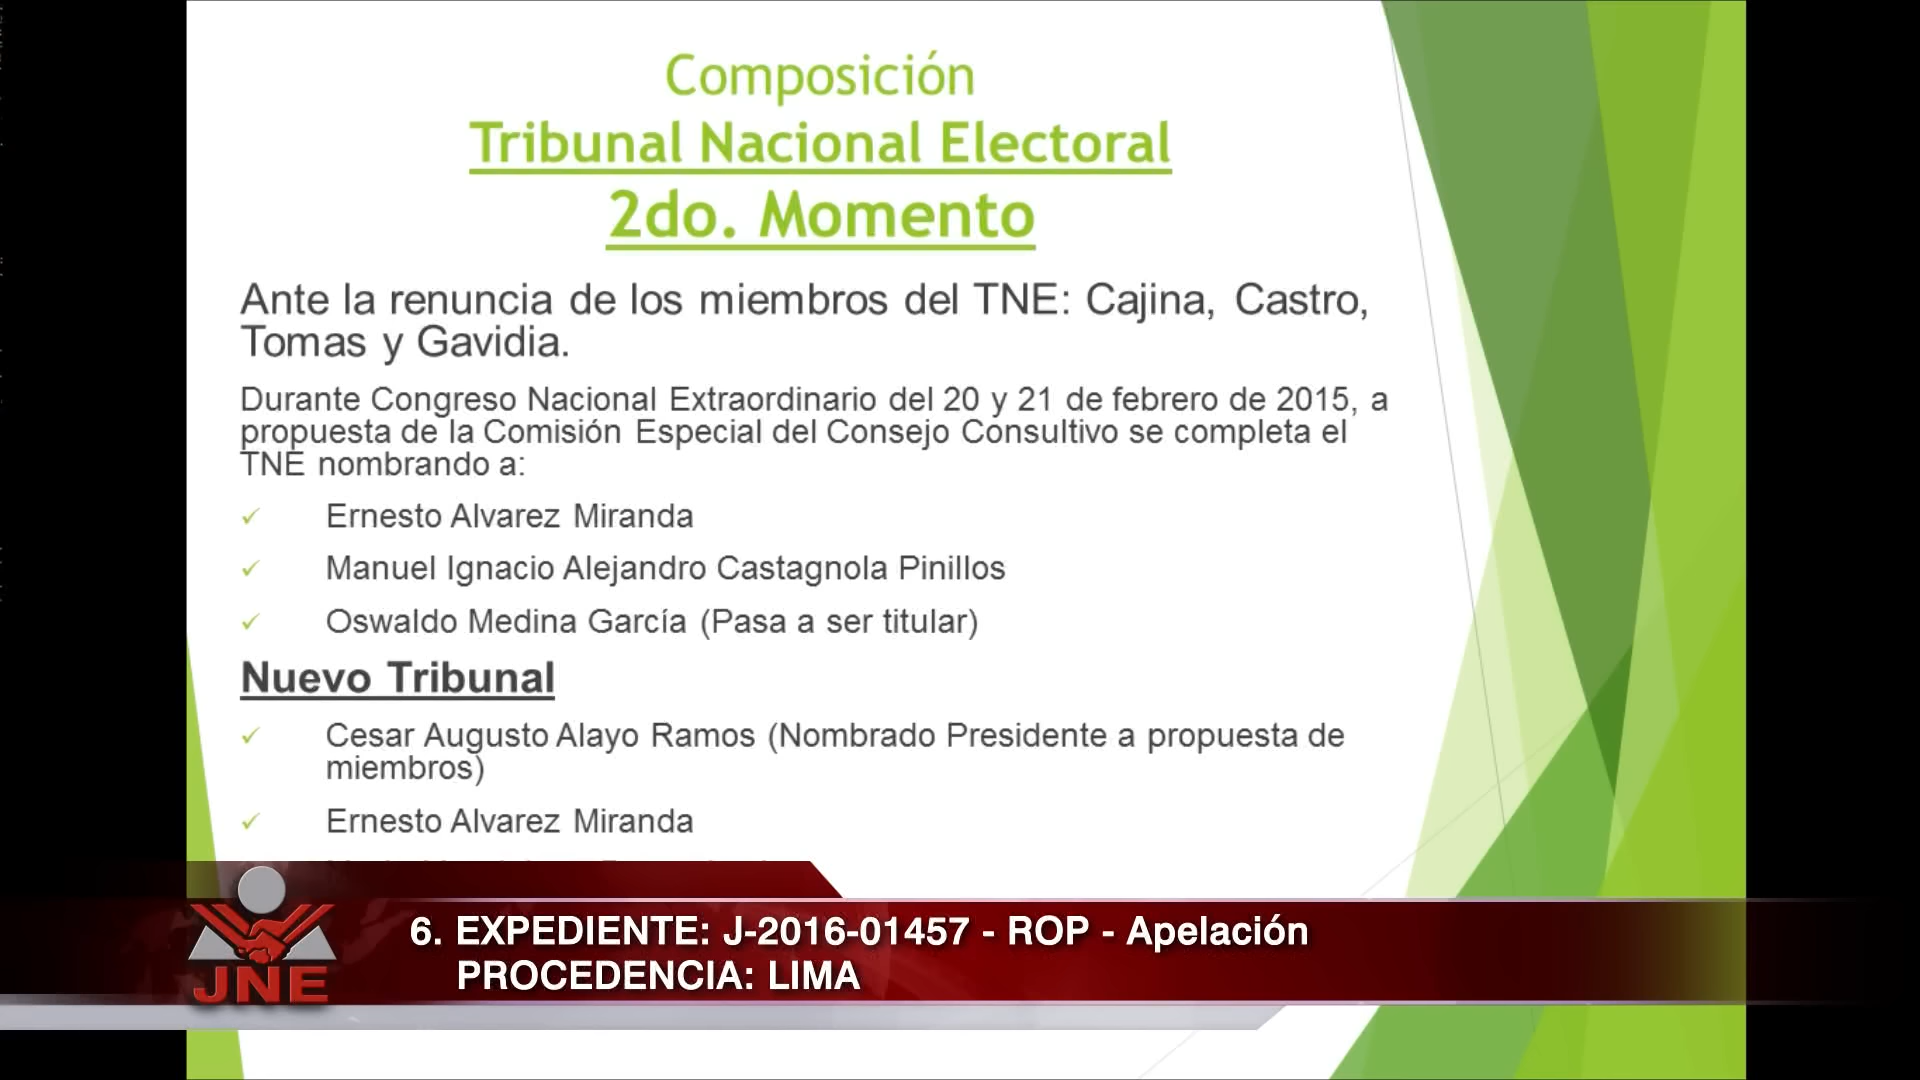 Composición
Tribunal Nacional Electoral
2do. Momento
Ante la renuncia de los miembros del TNE: Cajina, Castro,
Tomas y Gavidia.
Durante Congreso Nacional Extraordinario del 20 y 21 de febrero de 2015, a
propuesta de la Comisión Especial del Consejo Consultivo se completa el
TNE nombrando a:
✓ Ernesto Alvarez Miranda
✓ Manuel Ignacio Alejandro Castagnola Pinillos
✓ Oswaldo Medina García (Pasa a ser titular)
Nuevo Tribunal
✓ Cesar Augusto Alayo Ramos (Nombrado Presidente a propuesta de
miembros)
✓ Ernesto Alvarez Miranda
6. EXPEDIENTE: J-2016-01457 - ROP - Apelación
PROCEDENCIA: LIMA
JNE